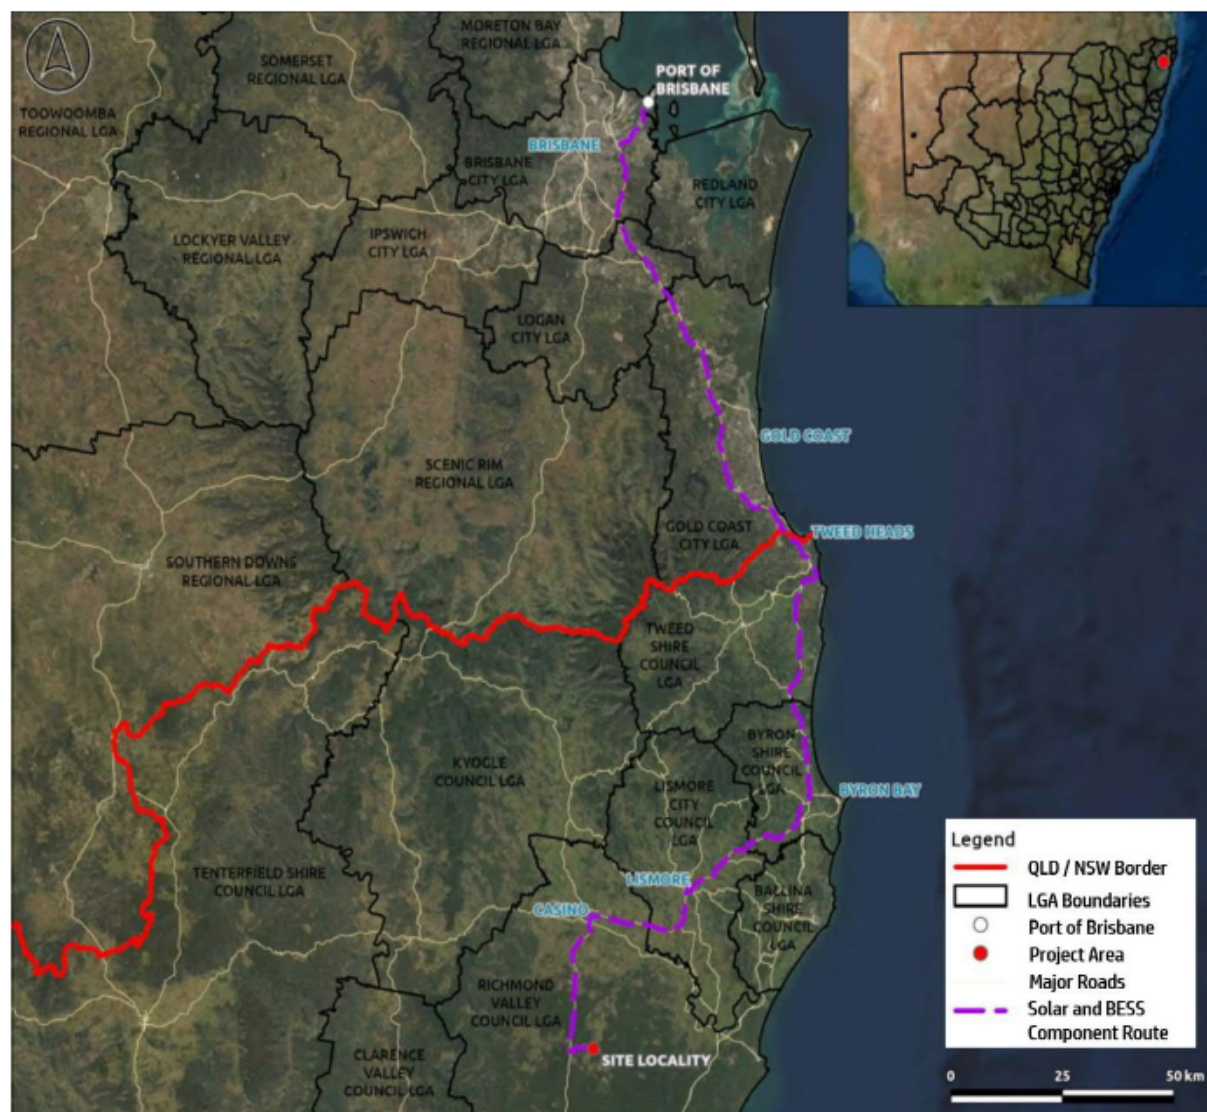 MORETON BAY
REGIONAL LGA
SOMERSET
REGIONAL LGA
PORT OF
BRISBANE
TOOWOOMBA
REGIONAL LGA
BRISBANE
BRISBANE
CITY LGA
REDLAND
CITY LGA
LOCKYER VALLEY
REGIONAL LGA
IPSWICH
CITY LGA
LOGAN
CITY LGA
GOLD COAST
SCENIC RIM
REGIONAL LGA
GOLD COAST
CITY LGA
TWEED HEADS
SOUTHERN DOWNS
REGIONAL LGA
TWEED
SHIRE
COUNCIL
LGA
BYRON
SHIRE
COUNCIL
LGA
KYOGLE
COUNCIL LGA
LISMORE
CITY
COUNCIL
LGA
BYRON BAY
TENTERFIELD SHIRE
COUNCIL LGA
LISMORE
BALLINA
SHIRE
COUNCIL
LGA
CASINO
RICHMOND
VALLEY
COUNCIL LGA
SITE LOCALITY
CLARENCE
VALLEY
COUNCIL LGA
Legend
QLD / NSW Border
LGA Boundaries
Port of Brisbane
Project Area
Major Roads
Solar and BESS
Component Route
0 25 50 km